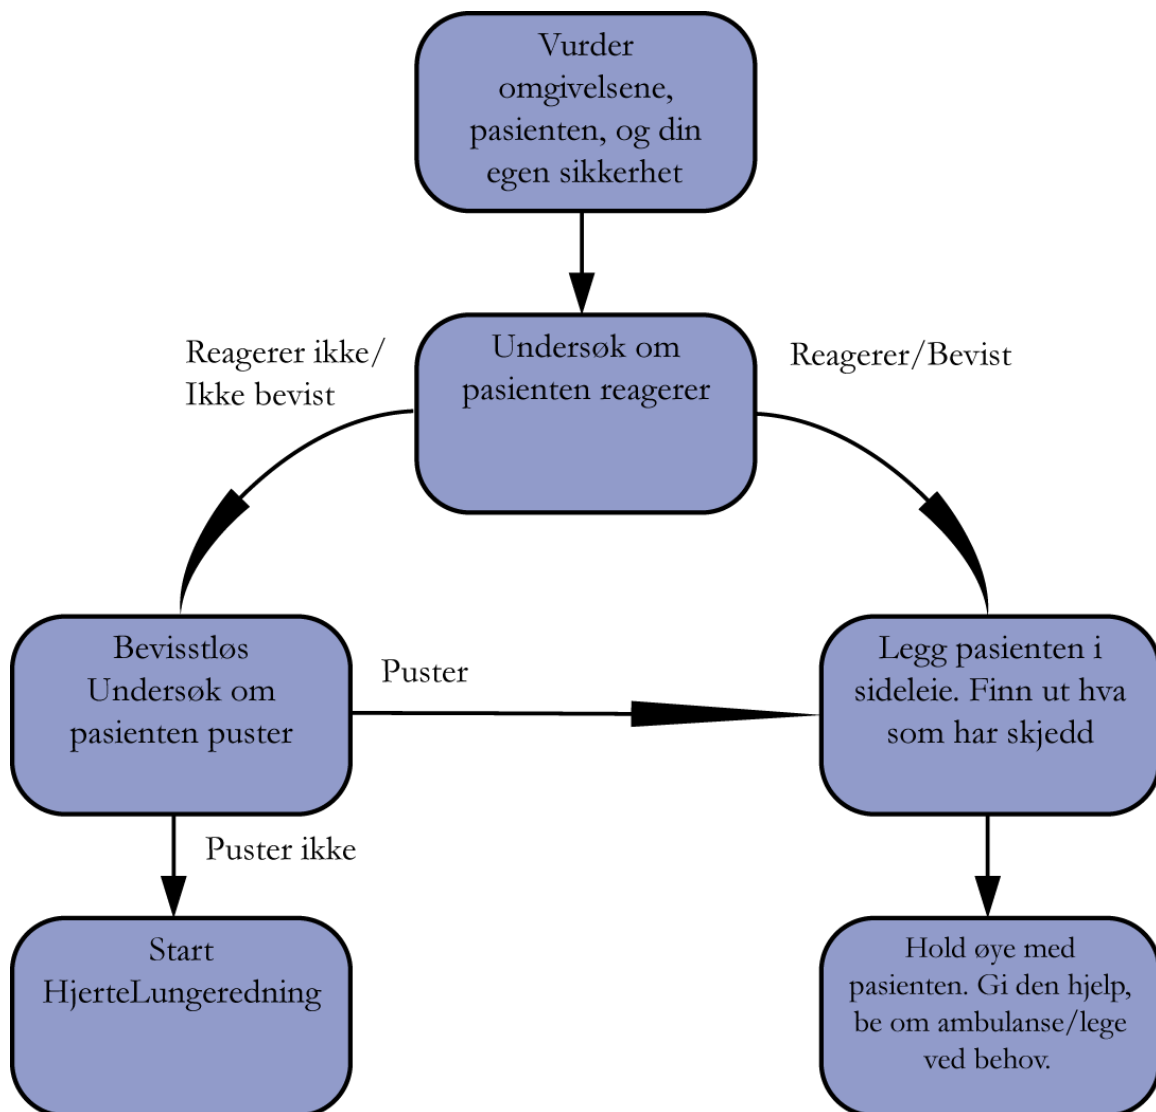 Vurder
omgivelsene,
pasienten, og din
egen sikkerhet
Reagerer ikke/
Ikke bevist
Undersøk om
pasienten reagerer
Reagerer/Bevist
Bevisstløs
Undersøk om
pasienten puster
Puster
Legg pasienten i
sideleie. Finn ut hva
som har skjedd
Puster ikke
Start
HjerteLungeredning
Hold øye med
pasienten. Gi den hjelp,
be om ambulanse/lege
ved behov.